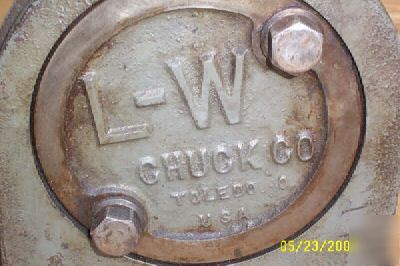 L-W
CHUCK CO
TOLEDO O.
U.S.A.
05/23/200